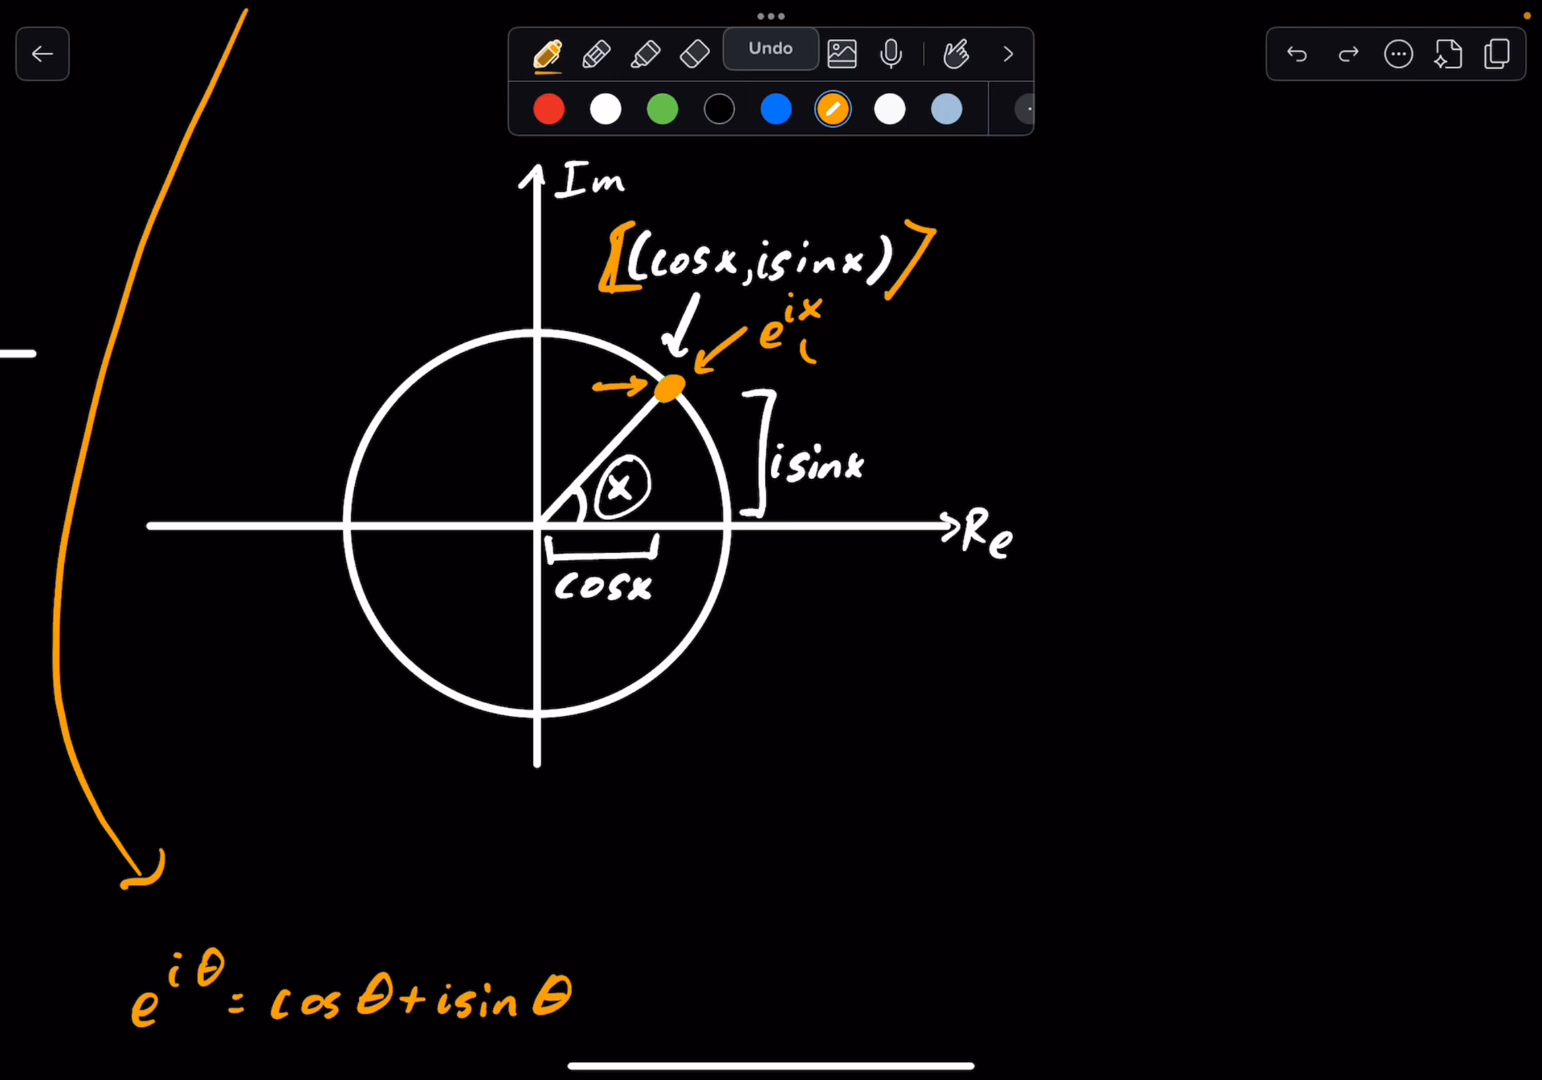 Undo
Im
(cosx,isinx)
e^{ix}
x
isinx
Re
cosx
e^{iθ} = cosθ+isinθ